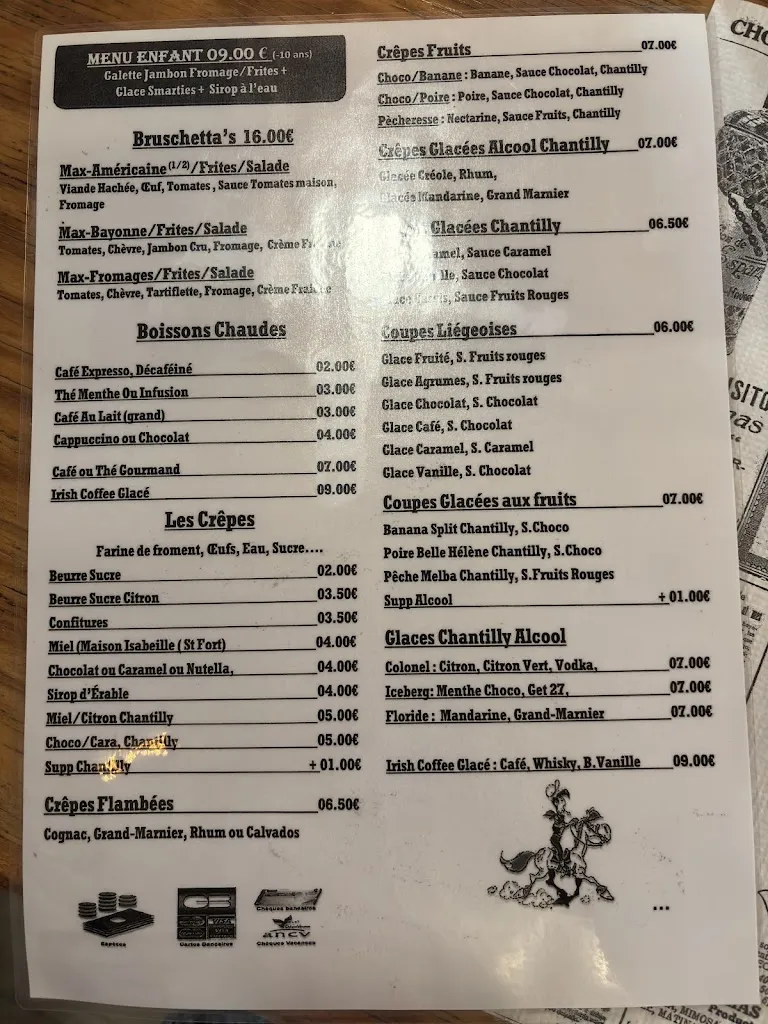 MENU ENFANT 09.00 € (-10 ans)
Galette Jambon Fromage/Frites +
Glace Smarties + Sirop à l'eau
Bruschetta's 16.00€
Max-Américaine (1/2)/Frites/Salade
Viande Hachée, Œuf, Tomates, Sauce Tomates maison,
Fromage
Max-Bayonne/Frites/Salade
Tomates, Chèvre, Jambon Cru, Fromage, Crème
Max-Fromages/Frites/Salade
Tomates, Chèvre, Tartiflette, Fromage, Crème Fraîche
Boissons Chaudes
Café Expresso, Décaféiné 02.00€
Thé Menthe Ou Infusion 03.00€
Café Au Lait (grand) 03.00€
Cappuccino ou Chocolat 04.00€
Café ou Thé Gourmand 07.00€
Irish Coffee Glacé 09.00€
Les Crêpes
Farine de froment, Œufs, Eau, Sucre....
Beurre Sucre 02.00€
Beurre Sucre Citron 03.50€
Confitures 03.50€
Miel (Maison Isabeille ( St Fort) 04.00€
Chocolat ou Caramel ou Nutella, 04.00€
Sirop d'Érable 04.00€
Miel/Citron Chantilly 05.00€
Choco/Cara, Chantilly 05.00€
Supp Chantilly + 01.00€
Crêpes Flambées 06.50€
Cognac, Grand-Marnier, Rhum ou Calvados
Espèces
Cartes Bancaires
VISA
Chèques bancaires
ancv
Chèques Vacances
Crêpes Fruits 07.00€
Choco/Banane : Banane, Sauce Chocolat, Chantilly
Choco/Poire : Poire, Sauce Chocolat, Chantilly
Pècheresse : Nectarine, Sauce Fruits, Chantilly
Crêpes Glacées Alcool Chantilly 07.00€
Glacée Créole, Rhum,
Glacée Mandarine, Grand Marnier
Glacées Chantilly 06.50€
Sauce Caramel
Sauce Chocolat
Sauce Fruits Rouges
Coupes Liégeoises 06.00€
Glace Fruité, S. Fruits rouges
Glace Agrumes, S. Fruits rouges
Glace Chocolat, S. Chocolat
Glace Café, S. Chocolat
Glace Caramel, S. Caramel
Glace Vanille, S. Chocolat
Coupes Glacées aux fruits 07.00€
Banana Split Chantilly, S.Choco
Poire Belle Hélène Chantilly, S.Choco
Pêche Melba Chantilly, S.Fruits Rouges
Supp Alcool + 01.00€
Glaces Chantilly Alcool
Colonel : Citron, Citron Vert, Vodka, 07.00€
Iceberg: Menthe Choco, Get 27, 07.00€
Floride : Mandarine, Grand-Marnier 07.00€
Irish Coffee Glacé : Café, Whisky, B.Vanille 09.00€
...